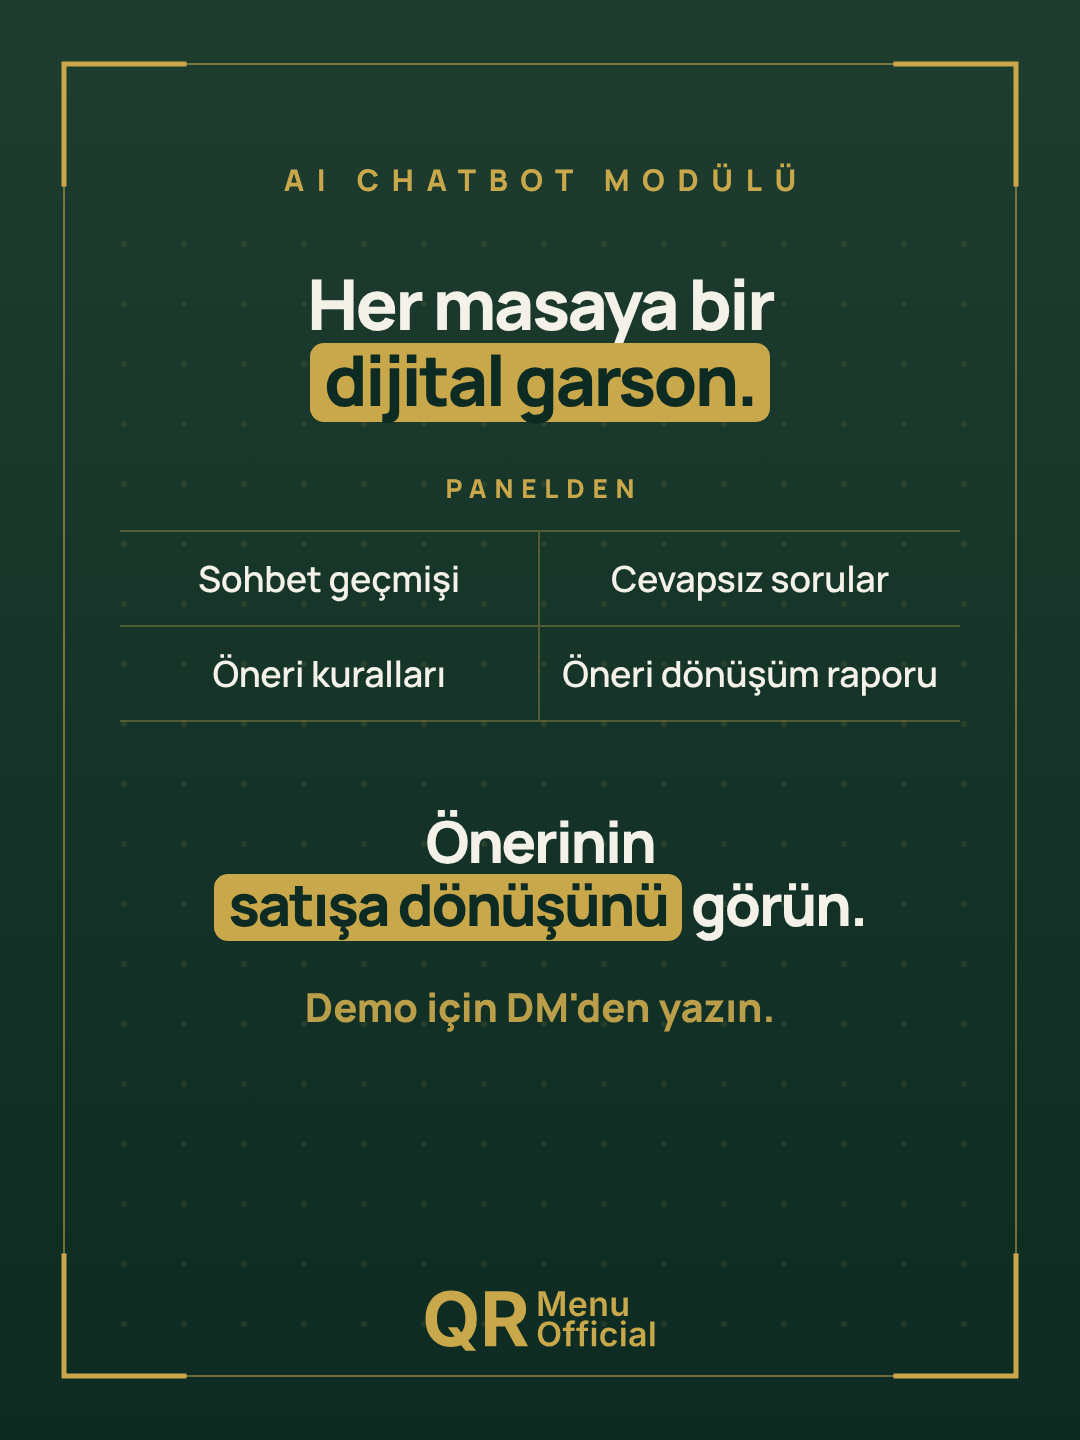 AI CHATBOT MODÜLÜ
Her masaya bir
dijital garson.
PANELDEN
Sohbet geçmişi
Cevapsız sorular
Öneri kuralları
Öneri dönüşüm raporu
Önerinin
satışa dönüşünü görün.
Demo için DM'den yazın.
QR Menu
Official